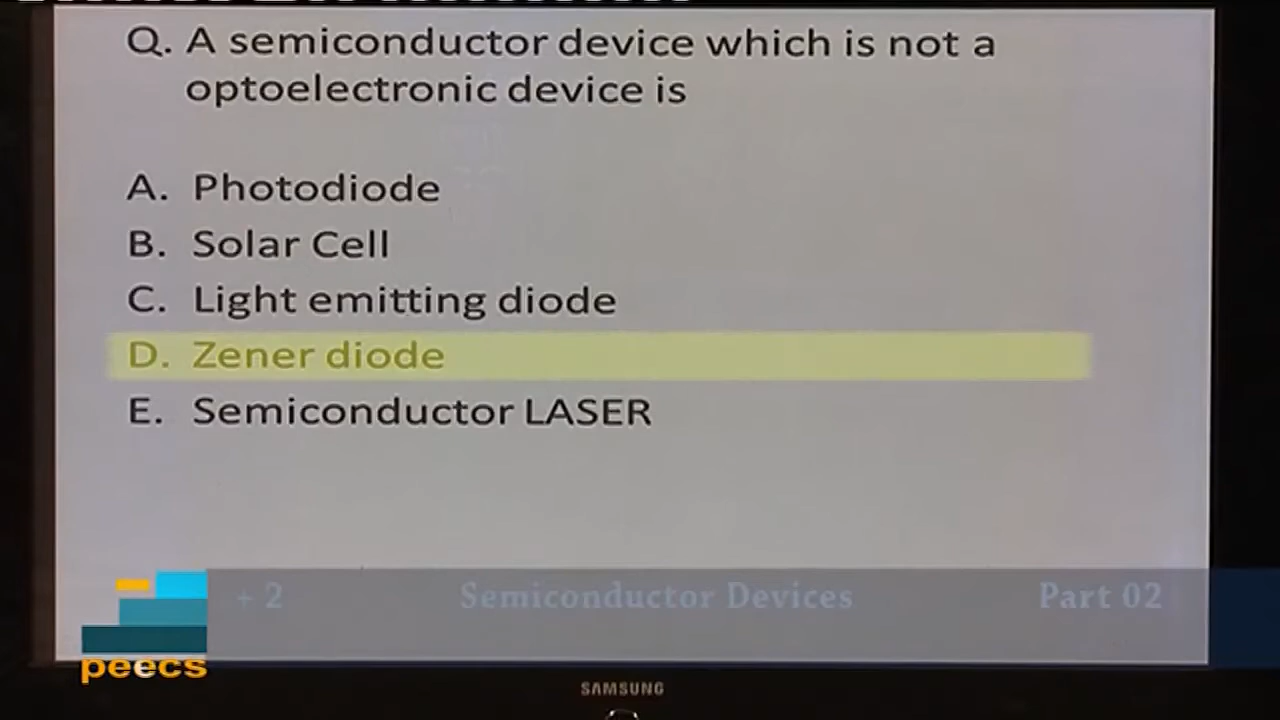 Q. A semiconductor device which is not a
optoelectronic device is
A. Photodiode
B. Solar Cell
C. Light emitting diode
D. Zener diode
E. Semiconductor LASER
+ 2 Semiconductor Devices Part 02
peecs
SAMSUNG